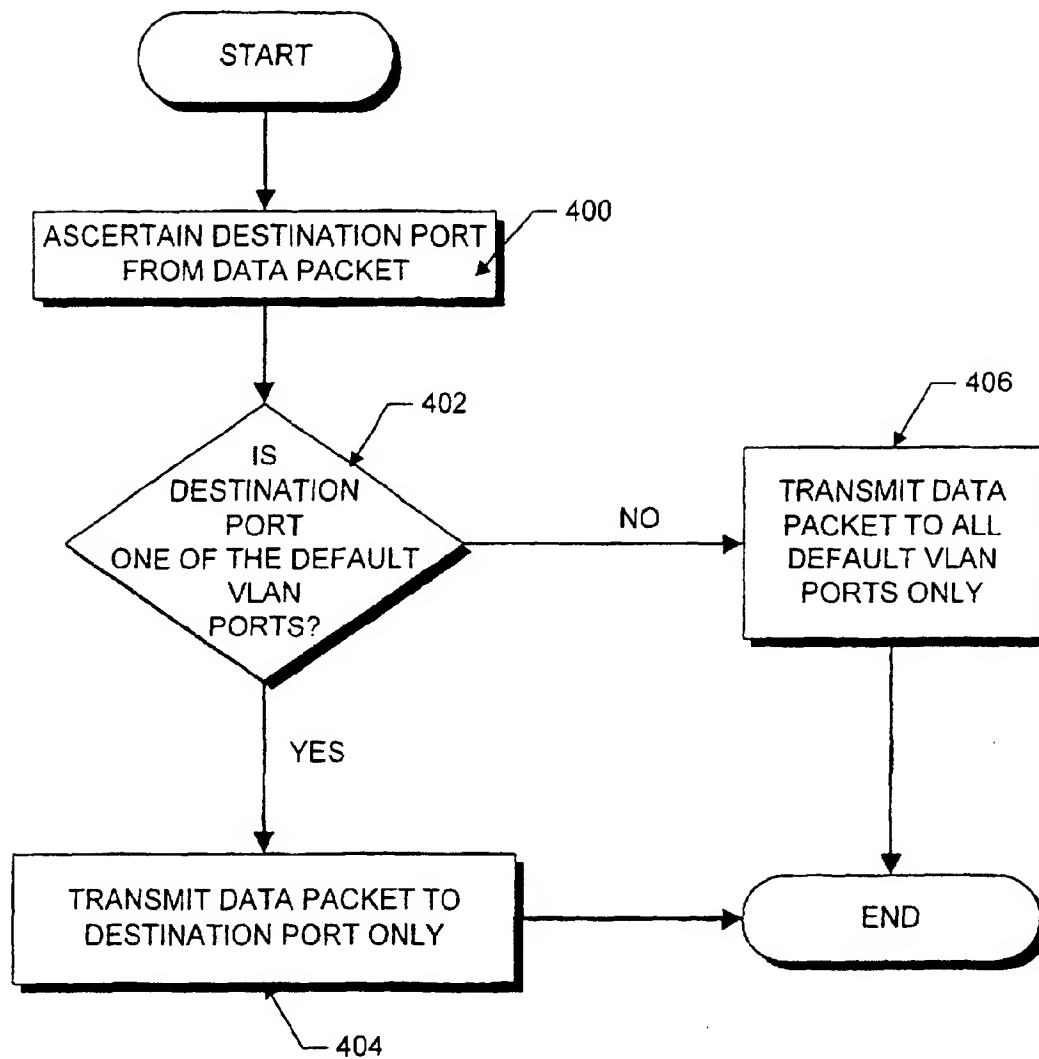 START
400
ASCERTAIN DESTINATION PORT
FROM DATA PACKET
402
IS
DESTINATION
PORT
ONE OF THE DEFAULT
VLAN
PORTS?
NO
406
TRANSMIT DATA
PACKET TO ALL
DEFAULT VLAN
PORTS ONLY
YES
TRANSMIT DATA PACKET TO
DESTINATION PORT ONLY
404
END